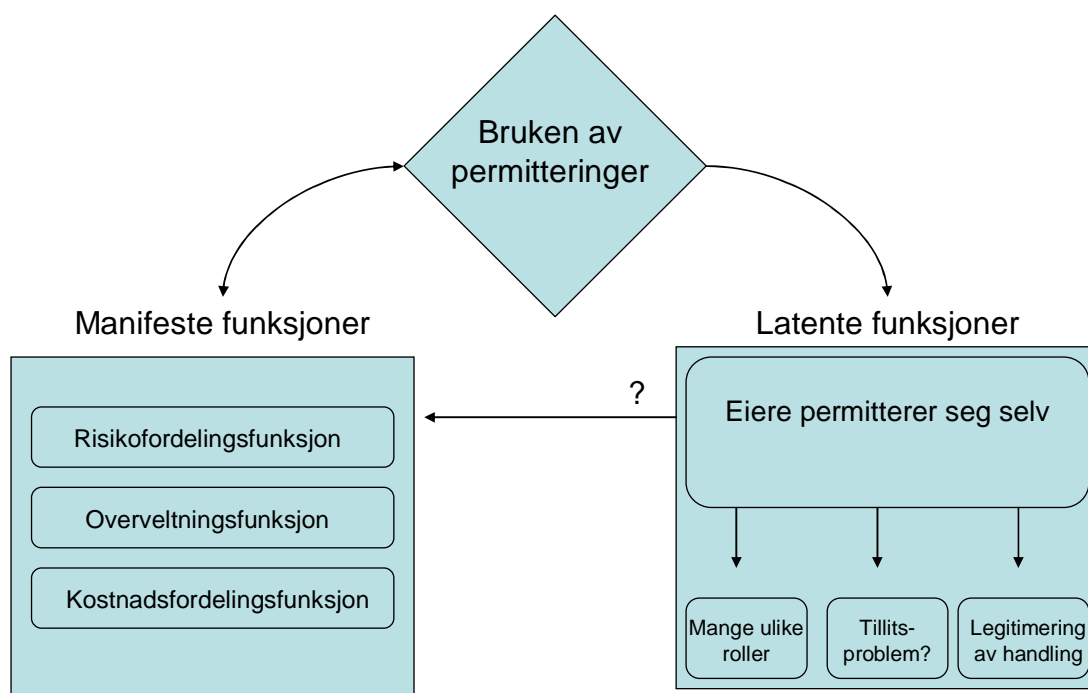 Bruken av
permitteringer
Manifeste funksjoner
Latente funksjoner
?
Eiere permitterer seg selv
Risikofordelingsfunksjon
Overveltningsfunksjon
Kostnadsfordelingsfunksjon
Mange ulike
roller
Tillits-
problem?
Legitimering
av handling